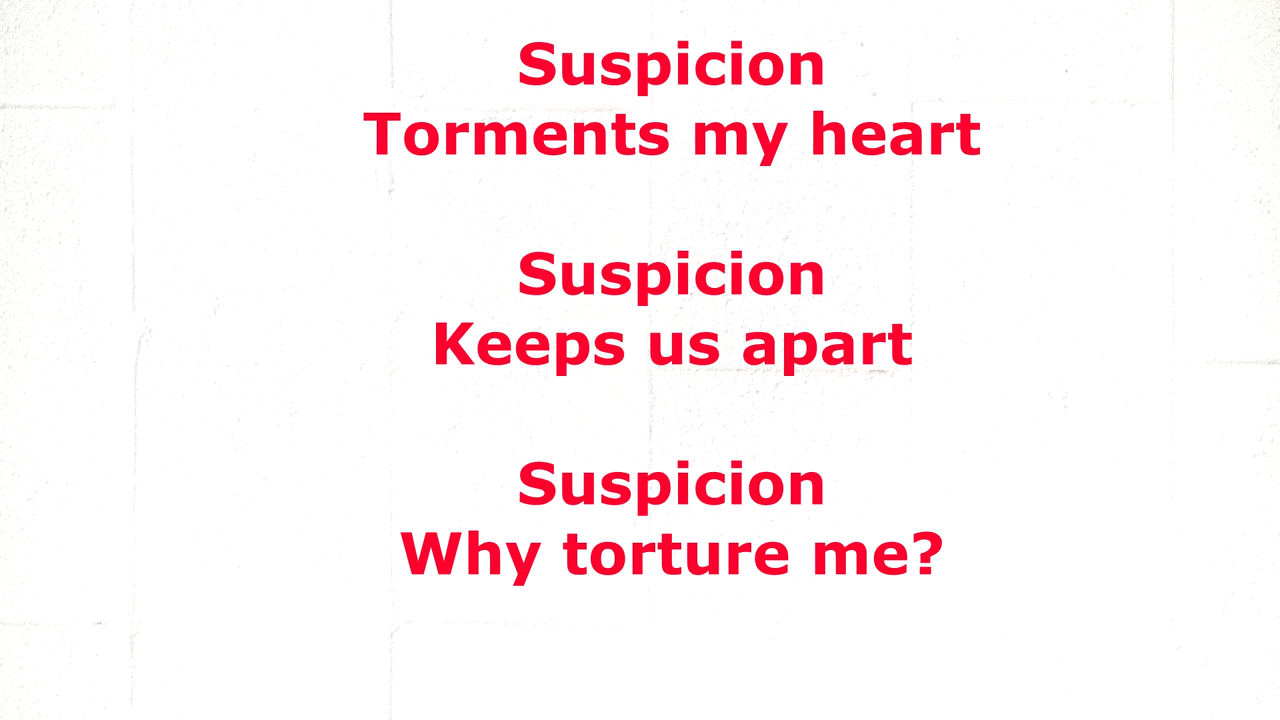 Suspicion
Torments my heart
Suspicion
Keeps us apart
Suspicion
Why torture me?